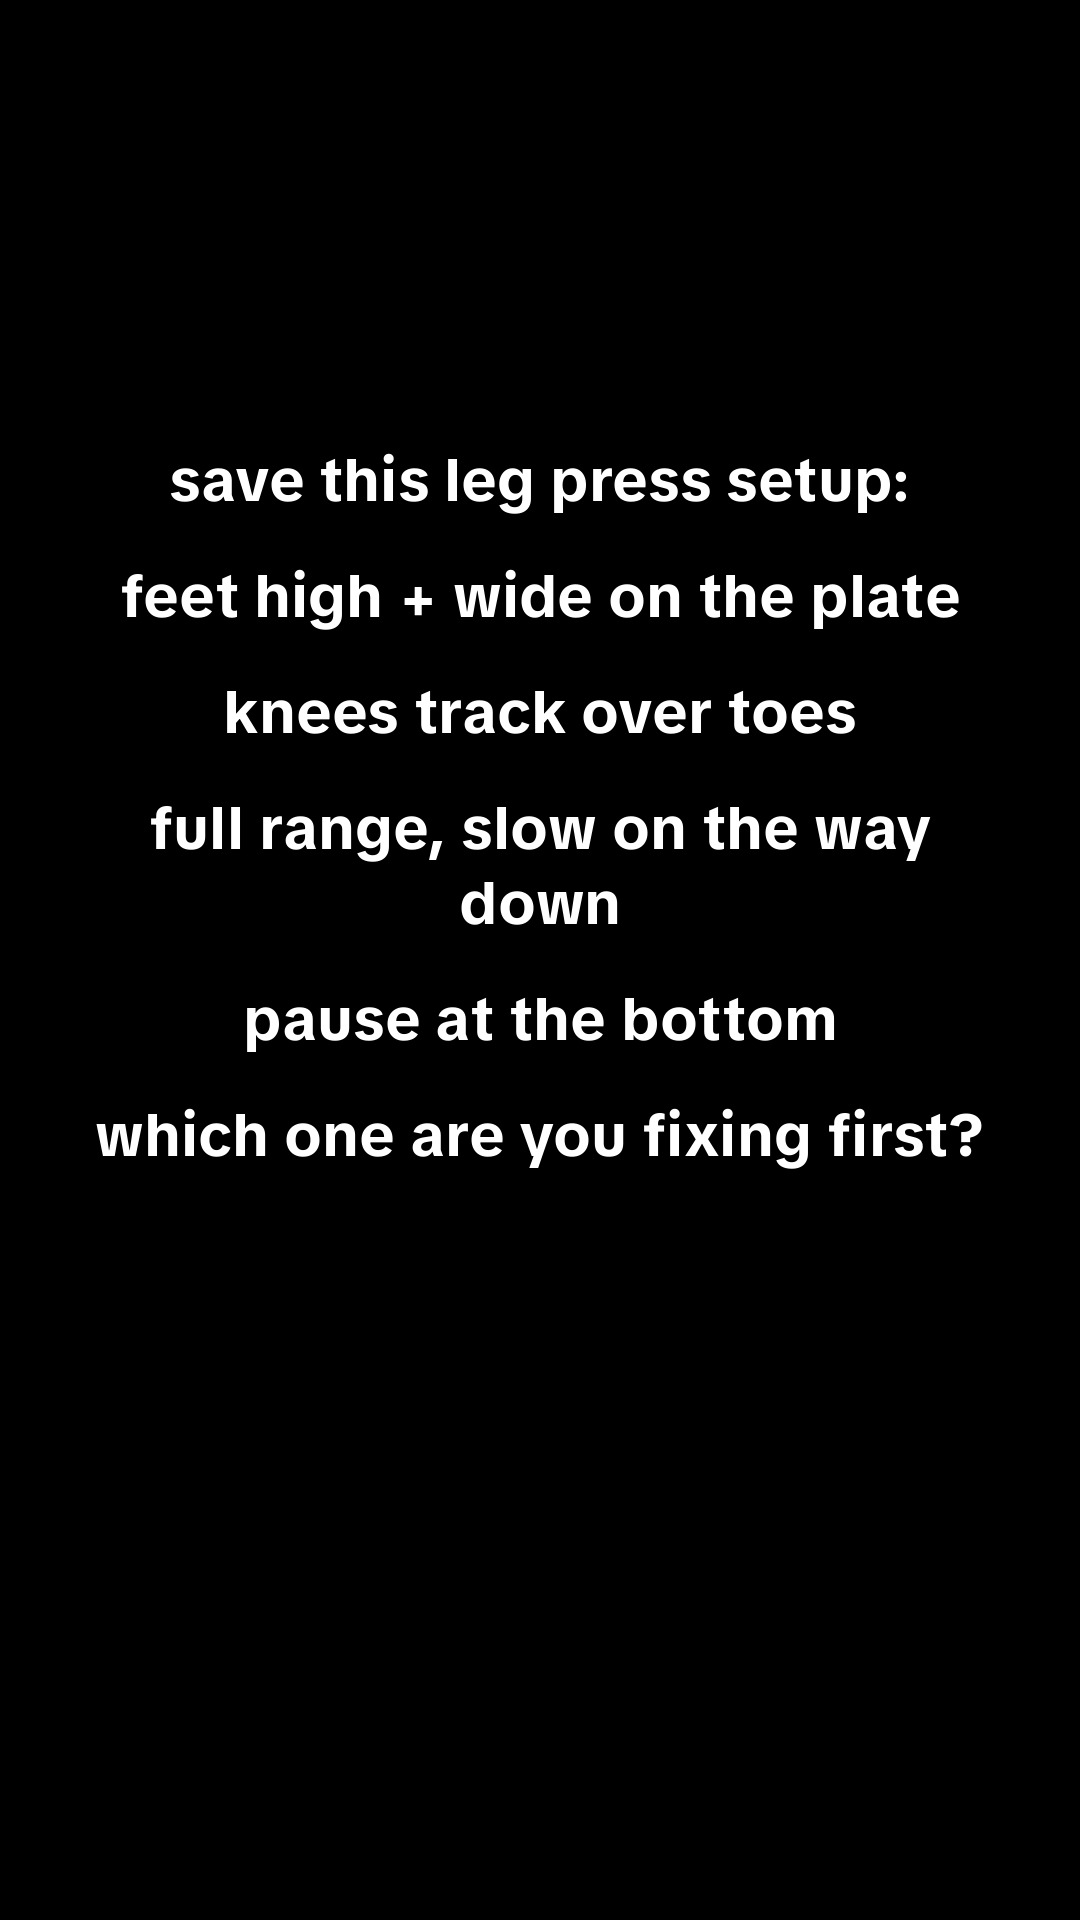 save this leg press setup:
feet high + wide on the plate
knees track over toes
full range, slow on the way
down
pause at the bottom
which one are you fixing first?